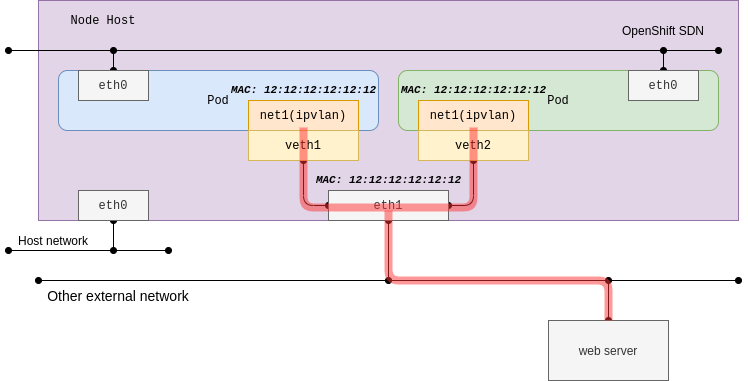 Node Host
OpenShift SDN
eth0
MAC: 12:12:12:12:12:12
MAC: 12:12:12:12:12:12
eth0
Pod
Pod
net1(ipvlan)
net1(ipvlan)
veth1
veth2
MAC: 12:12:12:12:12:12
eth0
eth1
Host network
Other external network
web server